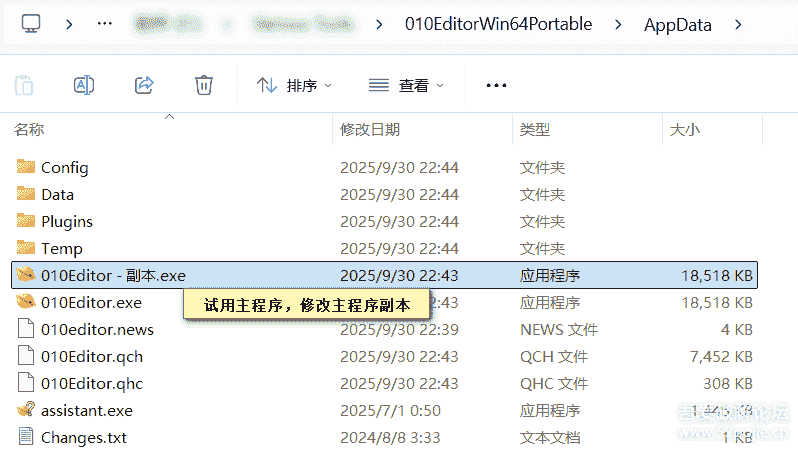 010EditorWin64Portable AppData
排序 查看
名称 修改日期 类型 大小
Config 2025/9/30 22:44 文件夹
Data 2025/9/30 22:44 文件夹
Plugins 2025/9/30 22:44 文件夹
Temp 2025/9/30 22:44 文件夹
010Editor - 副本.exe 2025/9/30 22:43 应用程序 18,518 KB
010Editor.exe 2:43 应用程序 18,518 KB
试用主程序，修改主程序副本
010editor.news 2025/9/30 22:39 NEWS 文件 4 KB
010Editor.qch 2025/9/30 22:43 QCH 文件 7,452 KB
010Editor.qhc 2025/9/30 22:43 QHC 文件 308 KB
assistant.exe 2025/7/1 0:50 应用程序 KB
Changes.txt 2024/8/8 3:33 文本文档 1 KB